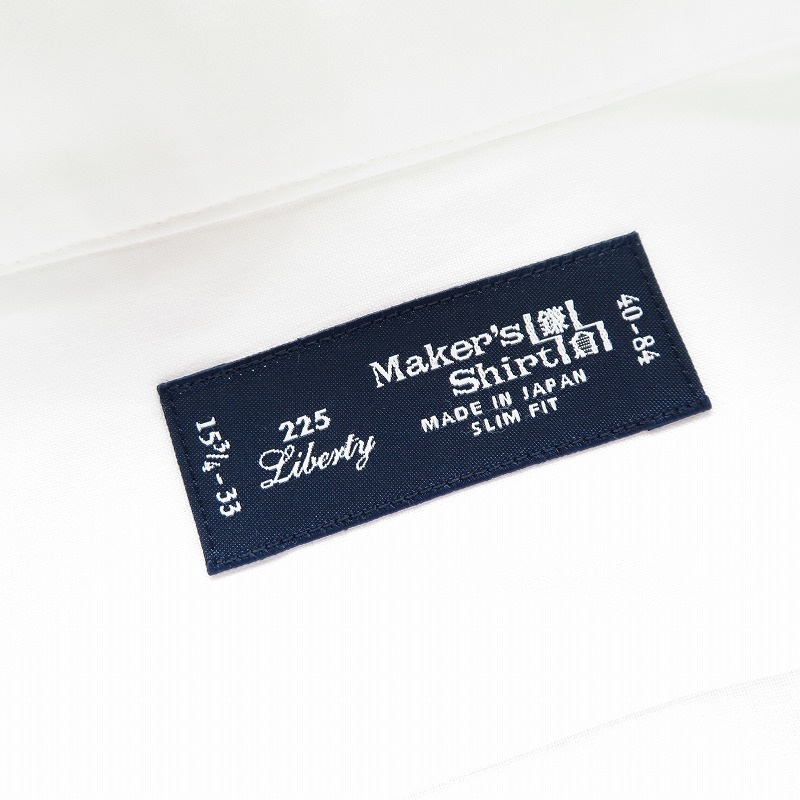 15¾-33
225
Liberty
Maker's 鎌
Shirt 倉
MADE IN JAPAN
SLIM FIT
40-84